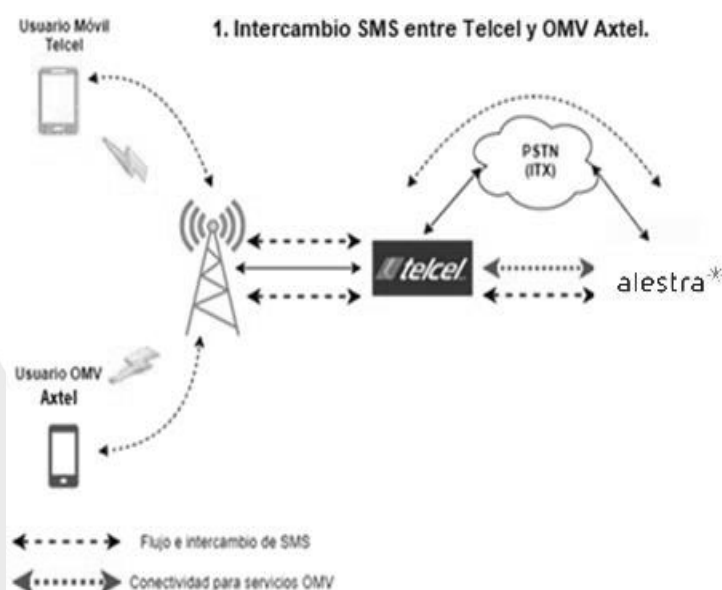 1. Intercambio SMS entre Telcel y OMV Axtel.
Usuario Móvil
Telcel
PSTN
(ITX)
telcel
alestra
Usuario OMV
Axtel
Flujo e intercambio de SMS
Conectividad para servicios OMV